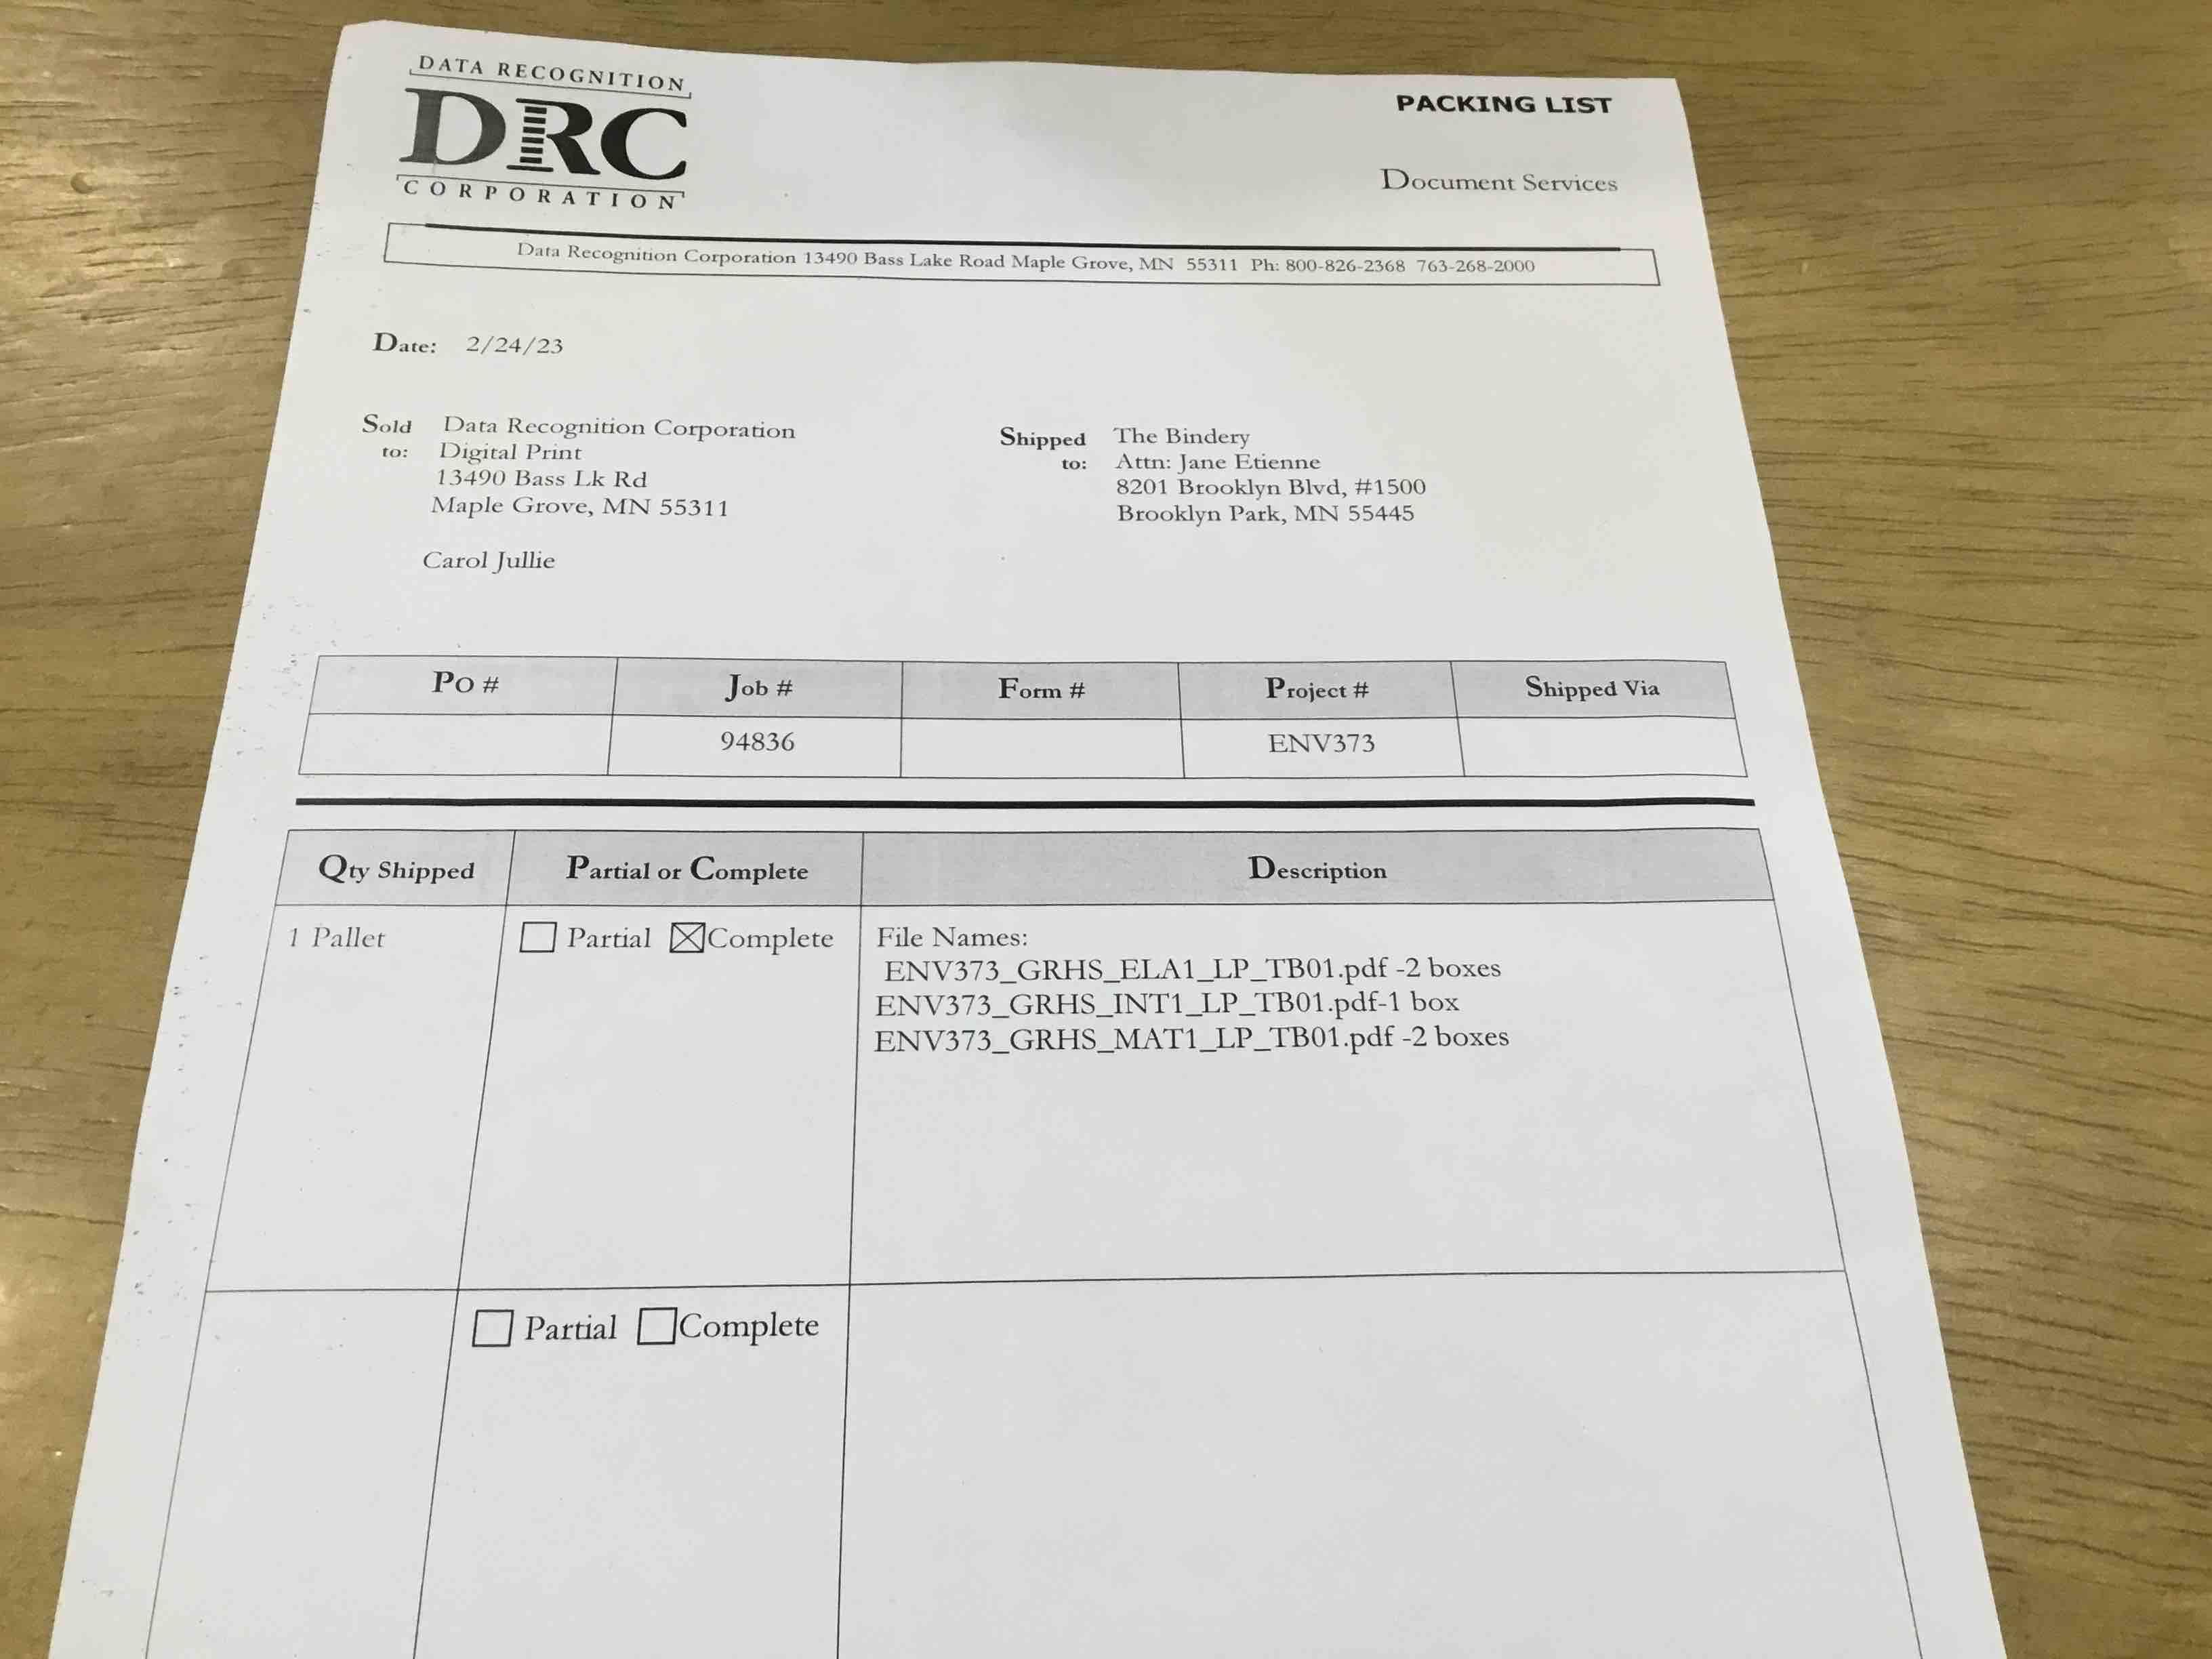 DATA RECOGNITION
DRC
CORPORATION
PACKING LIST
Document Services
Data Recognition Corporation 13490 Bass Lake Road Maple Grove, MN 55311 Ph: 800-826-2368 763-268-2000
Date: 2/24/23
Sold to:
Data Recognition Corporation
Digital Print
13490 Bass Lk Rd
Maple Grove, MN 55311
Carol Jullie
Shipped to:
The Bindery
Attn: Jane Etienne
8201 Brooklyn Blvd, #1500
Brooklyn Park, MN 55445
PO # Job # Form # Project # Shipped Via
94836 ENV373
Qty Shipped Partial or Complete Description
1 Pallet Partial Complete File Names:
ENV373_GRHS_ELA1_LP_TB01.pdf -2 boxes
ENV373_GRHS_INT1_LP_TB01.pdf-1 box
ENV373_GRHS_MAT1_LP_TB01.pdf -2 boxes
Partial Complete